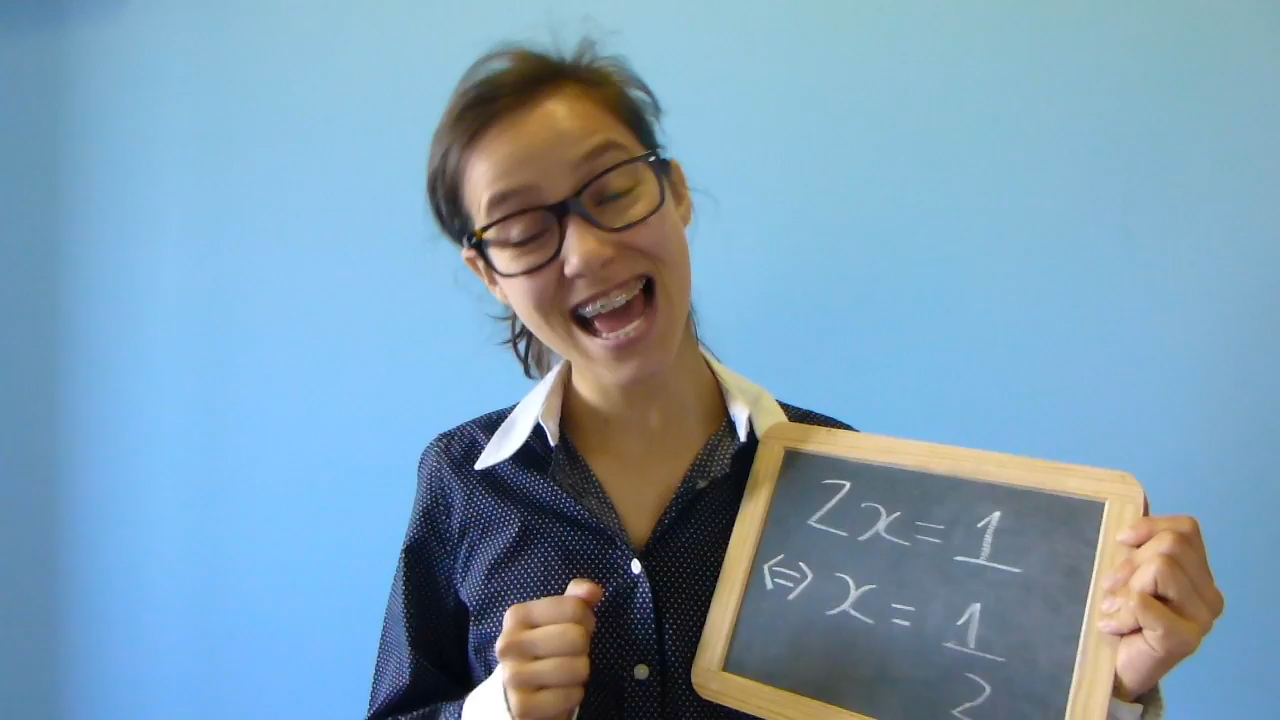 2x = 1
⇔ x = 1
2